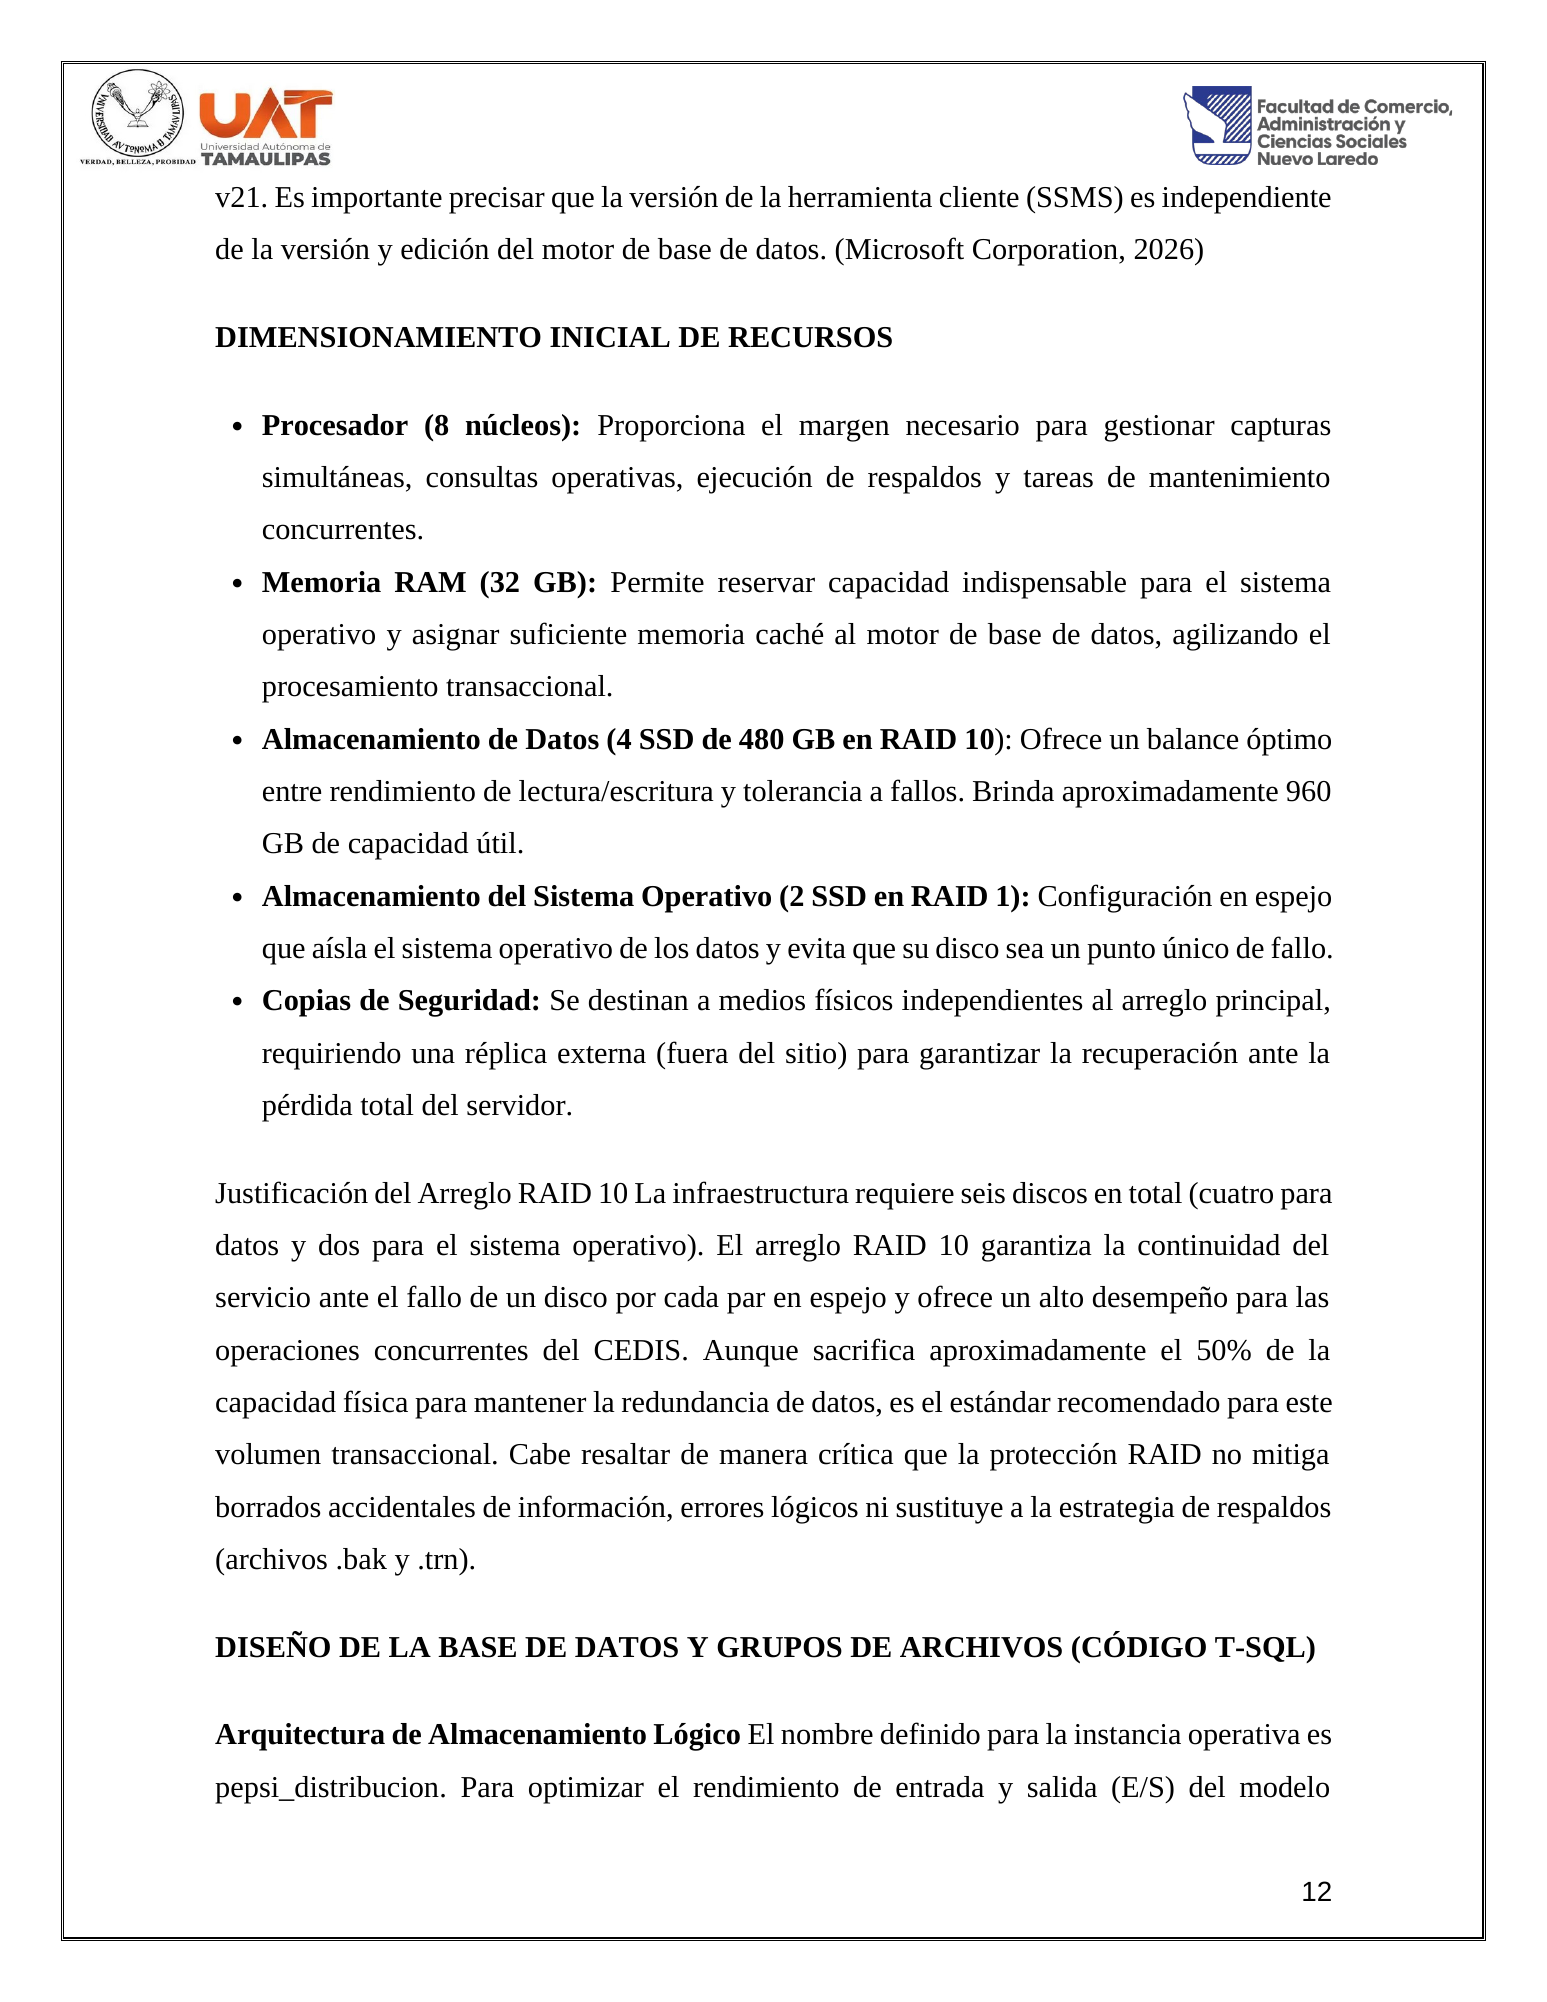 UNIVERSIDAD AUTONOMA DE TAMAULIPAS
VERDAD, BELLEZA, PROBIDAD
UAT
Universidad Autónoma de
TAMAULIPAS
Facultad de Comercio,
Administración y
Ciencias Sociales
Nuevo Laredo
v21. Es importante precisar que la versión de la herramienta cliente (SSMS) es independiente
de la versión y edición del motor de base de datos. (Microsoft Corporation, 2026)
DIMENSIONAMIENTO INICIAL DE RECURSOS
• Procesador (8 núcleos): Proporciona el margen necesario para gestionar capturas
simultáneas, consultas operativas, ejecución de respaldos y tareas de mantenimiento
concurrentes.
• Memoria RAM (32 GB): Permite reservar capacidad indispensable para el sistema
operativo y asignar suficiente memoria caché al motor de base de datos, agilizando el
procesamiento transaccional.
• Almacenamiento de Datos (4 SSD de 480 GB en RAID 10): Ofrece un balance óptimo
entre rendimiento de lectura/escritura y tolerancia a fallos. Brinda aproximadamente 960
GB de capacidad útil.
• Almacenamiento del Sistema Operativo (2 SSD en RAID 1): Configuración en espejo
que aísla el sistema operativo de los datos y evita que su disco sea un punto único de fallo.
• Copias de Seguridad: Se destinan a medios físicos independientes al arreglo principal,
requiriendo una réplica externa (fuera del sitio) para garantizar la recuperación ante la
pérdida total del servidor.
Justificación del Arreglo RAID 10 La infraestructura requiere seis discos en total (cuatro para
datos y dos para el sistema operativo). El arreglo RAID 10 garantiza la continuidad del
servicio ante el fallo de un disco por cada par en espejo y ofrece un alto desempeño para las
operaciones concurrentes del CEDIS. Aunque sacrifica aproximadamente el 50% de la
capacidad física para mantener la redundancia de datos, es el estándar recomendado para este
volumen transaccional. Cabe resaltar de manera crítica que la protección RAID no mitiga
borrados accidentales de información, errores lógicos ni sustituye a la estrategia de respaldos
(archivos .bak y .trn).
DISEÑO DE LA BASE DE DATOS Y GRUPOS DE ARCHIVOS (CÓDIGO T-SQL)
Arquitectura de Almacenamiento Lógico El nombre definido para la instancia operativa es
pepsi_distribucion. Para optimizar el rendimiento de entrada y salida (E/S) del modelo
12